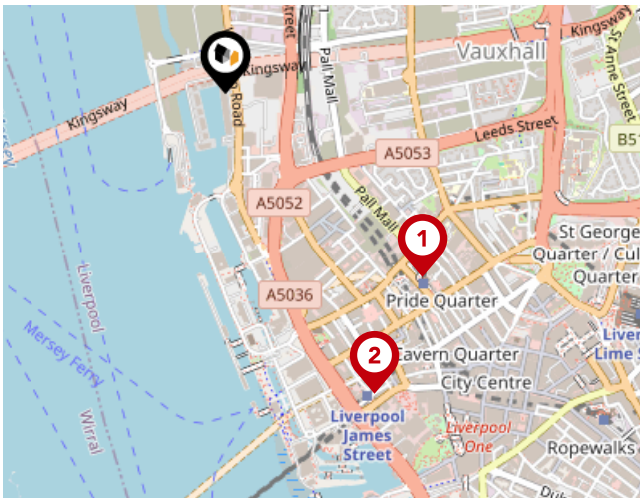 Kingsway
Street
Vauxhall
St Anne Street
Kingsway
Pall Mall
Kingsway
Road
Leeds Street
B51
A5053
Mersey
A5052
Pall Mall
1
St George
Quarter / Cul
Quarter
Liverpool
A5036
Pride Quarter
Mersey Ferry
2
Cavern Quarter
Liver
Lime S
City Centre
Wirral
Liverpool
James
Street
Liverpool
One
Ropewalks